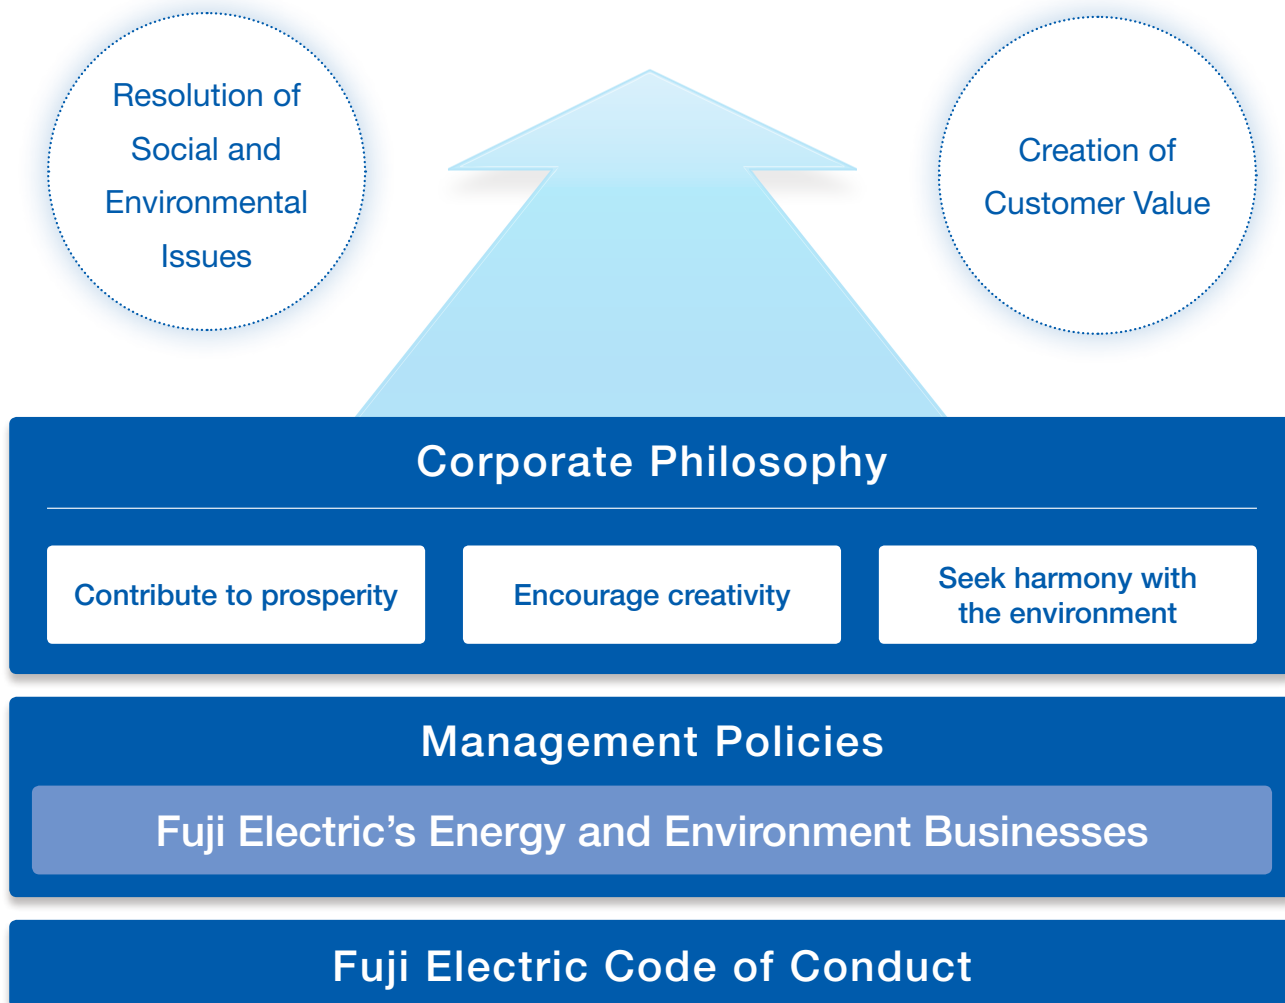 Resolution of
Social and
Environmental
Issues
Creation of
Customer Value
Corporate Philosophy
Contribute to prosperity
Encourage creativity
Seek harmony with
the environment
Management Policies
Fuji Electric’s Energy and Environment Businesses
Fuji Electric Code of Conduct